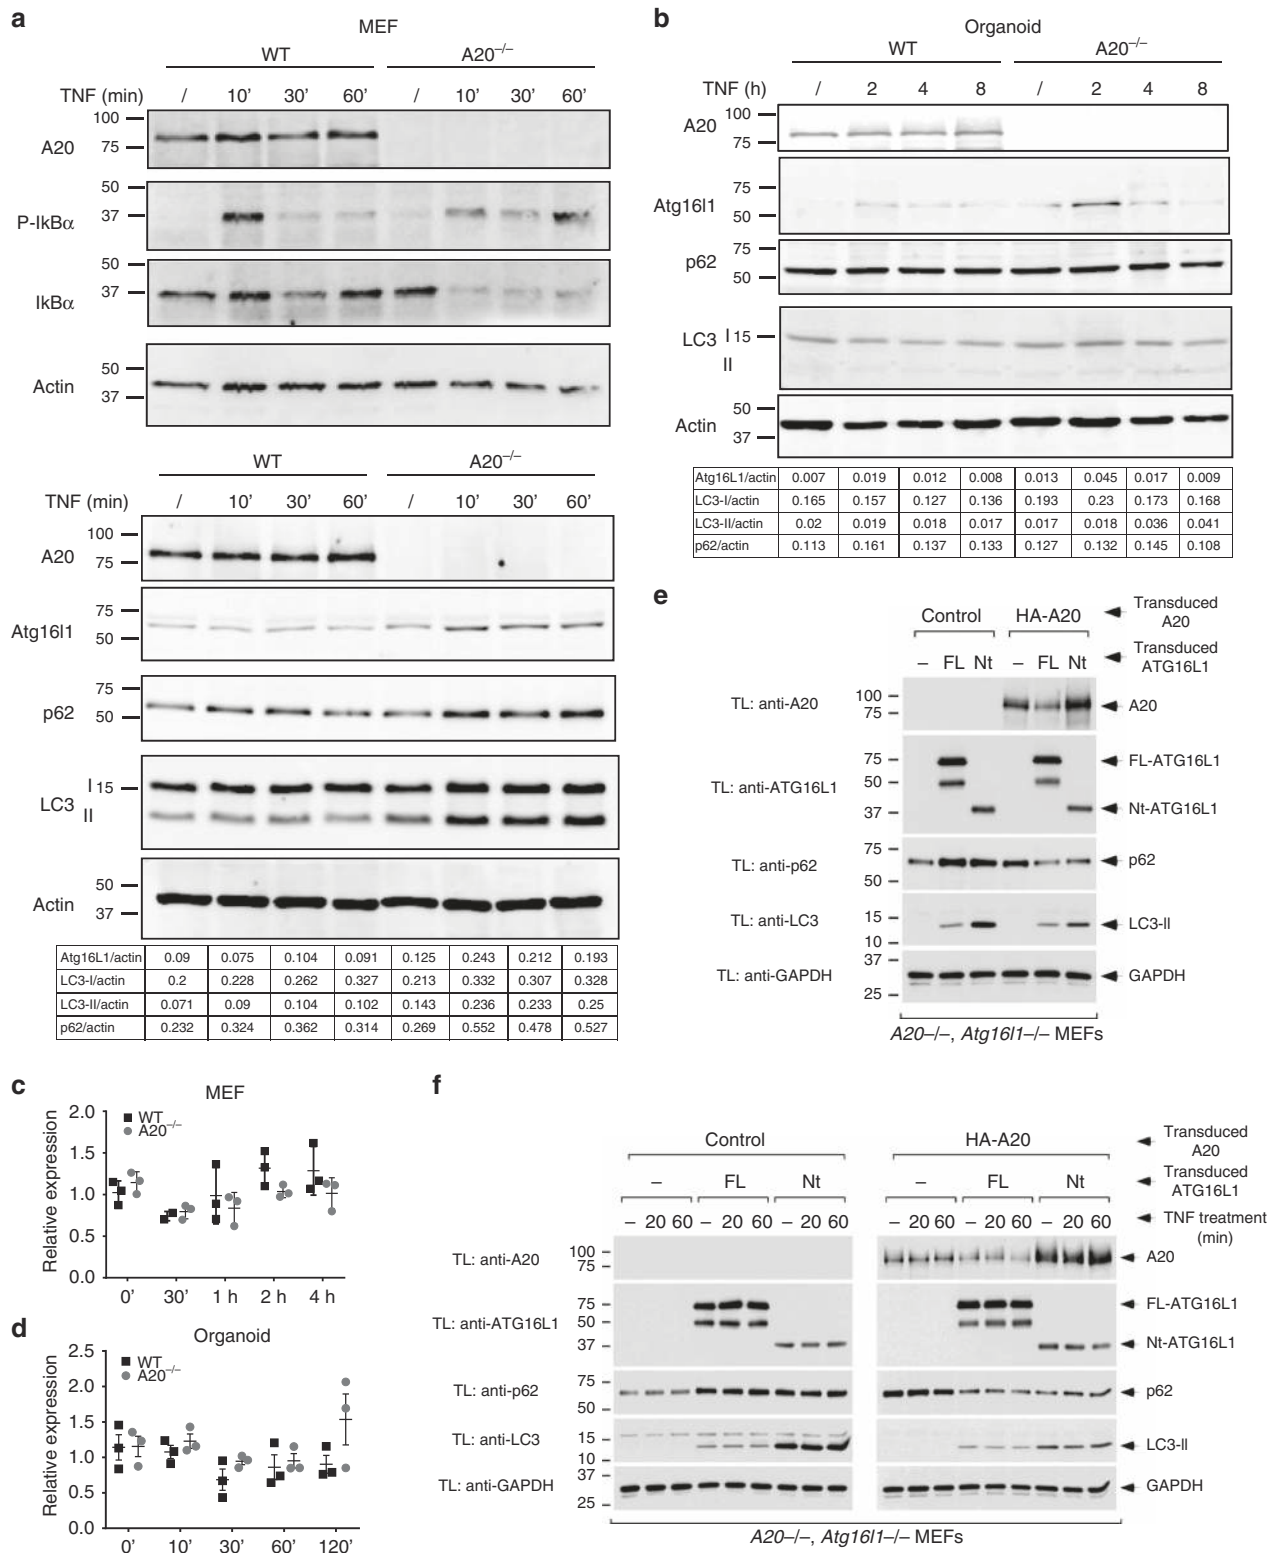 a
MEF
WT A20–/–
TNF (min) / 10’ 30’ 60’ / 10’ 30’ 60’
A20 100 75
P-IkBα 50 37
IkBα 50 37
Actin 50 37
WT A20–/–
TNF (min) / 10’ 30’ 60’ / 10’ 30’ 60’
A20 100 75
Atg16l1 75 50
p62 75 50
LC3 I 15 II
Actin 50 37
Atg16L1/actin 0.09 0.075 0.104 0.091 0.125 0.243 0.212 0.193
LC3-I/actin 0.2 0.228 0.262 0.327 0.213 0.332 0.307 0.328
LC3-II/actin 0.071 0.09 0.104 0.102 0.143 0.236 0.233 0.25
p62/actin 0.232 0.324 0.362 0.314 0.269 0.552 0.478 0.527
b
Organoid
WT A20–/–
TNF (h) / 2 4 8 / 2 4 8
A20 100 75
Atg16l1 75 50
p62 75 50
LC3 I 15 II
Actin 50 37
Atg16L1/actin 0.007 0.019 0.012 0.008 0.013 0.045 0.017 0.009
LC3-I/actin 0.165 0.157 0.127 0.136 0.193 0.23 0.173 0.168
LC3-II/actin 0.02 0.019 0.018 0.017 0.017 0.018 0.036 0.041
p62/actin 0.113 0.161 0.137 0.133 0.127 0.132 0.145 0.108
c
MEF
Relative expression
WT
A20–/–
2.0
1.5
1.0
0.5
0.0
0’ 30’ 1 h 2 h 4 h
d
Organoid
Relative expression
WT
A20–/–
2.5
2.0
1.5
1.0
0.5
0.0
0’ 10’ 30’ 60’ 120’
e
Control HA-A20 Transduced A20
– FL Nt – FL Nt Transduced ATG16L1
TL: anti-A20 100 75 A20
TL: anti-ATG16L1 75 50 37 FL-ATG16L1 Nt-ATG16L1
TL: anti-p62 75 50 p62
TL: anti-LC3 15 10 LC3-II
TL: anti-GAPDH 37 25 GAPDH
A20–/–, Atg16l1–/– MEFs
f
Control HA-A20 Transduced A20
– FL Nt – FL Nt Transduced ATG16L1
– 20 60 – 20 60 – 20 60 – 20 60 – 20 60 – 20 60 TNF treatment (min)
TL: anti-A20 100 75 A20
TL: anti-ATG16L1 75 50 37 FL-ATG16L1 Nt-ATG16L1
TL: anti-p62 75 50 p62
TL: anti-LC3 15 10 LC3-II
TL: anti-GAPDH 37 25 GAPDH
A20–/–, Atg16l1–/– MEFs